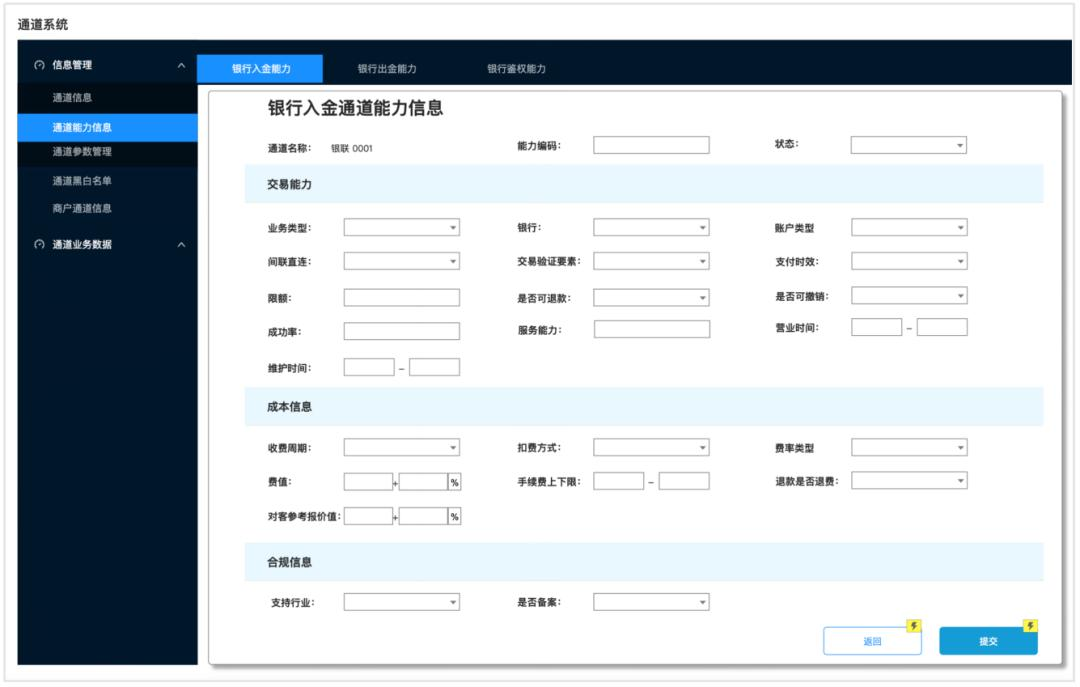 通道系统
信息管理
通道信息
通道能力信息
通道参数管理
通道黑白名单
商户通道信息
通道业务数据
银行入金能力 银行出金能力 银行鉴权能力
银行入金通道能力信息
通道名称: 银联 0001 能力编码: 状态:
交易能力
业务类型: 银行: 账户类型
间联直连: 交易验证要素: 支付时效:
限额: 是否可退款: 是否可撤销:
成功率: 服务能力: 营业时间: –
维护时间: –
成本信息
收费周期: 扣费方式: 费率类型
费值: + % 手续费上下限: – 退款是否退费:
对客参考报价值: + %
合规信息
支持行业: 是否备案:
返回 提交